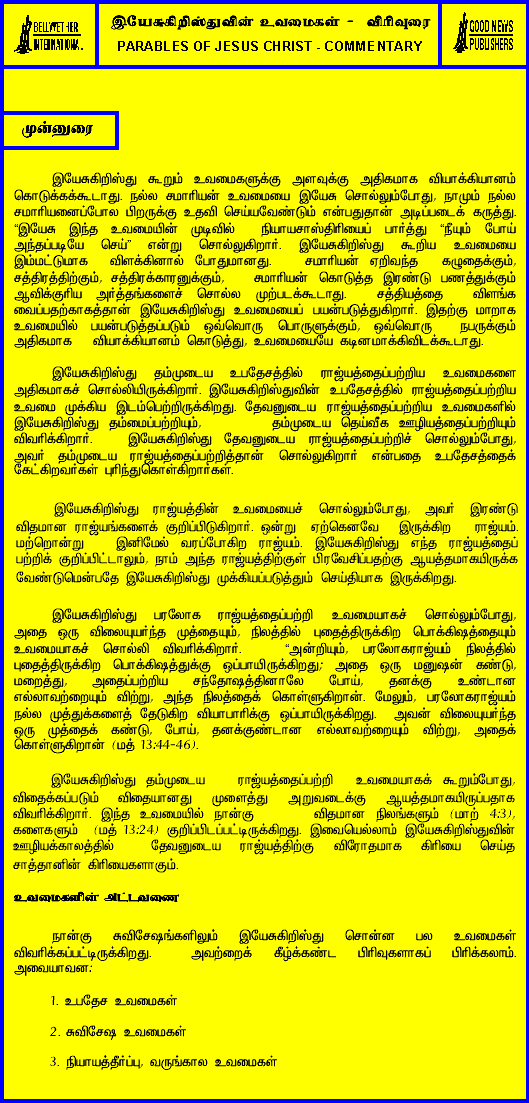 BELLWETHER
INTERNATIONAL
இயேசுகிறிஸ்துவின் உவமைகள் - விரிவுரை
PARABLES OF JESUS CHRIST - COMMENTARY
GOOD NEWS
PUBLISHERS
முன்னுரை
இயேசுகிறிஸ்து கூறும் உவமைகளுக்கு அளவுக்கு அதிகமாக வியாக்கியானம்
கொடுக்கக்கூடாது. நல்ல சமாரியன் உவமையை இயேசு சொல்லும்போது, நாமும் நல்ல
சமாரியனைப்போல பிறருக்கு உதவி செய்யவேண்டும் என்பதுதான் அடிப்படைக் கருத்து.
"இயேசு இந்த உவமையின் முடிவில் நியாயசாஸ்திரியைப் பார்த்து "நீயும் போய்
அந்தப்படியே செய்" என்று சொல்லுகிறார். இயேசுகிறிஸ்து கூறிய உவமையை
இம்மட்டுமாக விளக்கினால் போதுமானது. சமாரியன் ஏறிவந்த கழுதைக்கும்,
சத்திரத்திற்கும், சத்திரக்காரனுக்கும், சமாரியன் கொடுத்த இரண்டு பணத்துக்கும்
ஆவிக்குரிய அர்த்தங்களைச் சொல்ல முற்படக்கூடாது. சத்தியத்தை விளங்க
வைப்பதற்காகத்தான் இயேசுகிறிஸ்து உவமையைப் பயன்படுத்துகிறார். இதற்கு மாறாக
உவமையில் பயன்படுத்தப்படும் ஒவ்வொரு பொருளுக்கும், ஒவ்வொரு நபருக்கும்
அதிகமாக வியாக்கியானம் கொடுத்து, உவமையையே கடினமாக்கிவிடக்கூடாது.
இயேசுகிறிஸ்து தம்முடைய உபதேசத்தில் ராஜ்யத்தைப்பற்றிய உவமைகளை
அதிகமாகச் சொல்லியிருக்கிறார். இயேசுகிறிஸ்துவின் உபதேசத்தில் ராஜ்யத்தைப்பற்றிய
உவமை முக்கிய இடம்பெற்றிருக்கிறது. தேவனுடைய ராஜ்யத்தைப்பற்றிய உவமைகளில்
இயேசுகிறிஸ்து தம்மைப்பற்றியும், தம்முடைய தெய்வீக ஊழியத்தைப்பற்றியும்
விவரிக்கிறார். இயேசுகிறிஸ்து தேவனுடைய ராஜ்யத்தைப்பற்றிச் சொல்லும்போது,
அவர் தம்முடைய ராஜ்யத்தைப்பற்றித்தான் சொல்லுகிறார் என்பதை உபதேசத்தைக்
கேட்கிறவர்கள் புரிந்துகொள்கிறார்கள்.
இயேசுகிறிஸ்து ராஜ்யத்தின் உவமையைச் சொல்லும்போது, அவர் இரண்டு
விதமான ராஜ்யங்களைக் குறிப்பிடுகிறார். ஒன்று ஏற்கெனவே இருக்கிற ராஜ்யம்.
மற்றொன்று இனிமேல் வரப்போகிற ராஜ்யம். இயேசுகிறிஸ்து எந்த ராஜ்யத்தைப்
பற்றிக் குறிப்பிட்டாலும், நாம் அந்த ராஜ்யத்திற்குள் பிரவேசிப்பதற்கு ஆயத்தமாகயிருக்க
வேண்டுமென்பதே இயேசுகிறிஸ்து முக்கியப்படுத்தும் செய்தியாக இருக்கிறது.
இயேசுகிறிஸ்து பரலோக ராஜ்யத்தைப்பற்றி உவமையாகச் சொல்லும்போது,
அதை ஒரு விலையுயர்ந்த முத்தையும், நிலத்தில் புதைத்திருக்கிற பொக்கிஷத்தையும்
உவமையாகச் சொல்லி விவரிக்கிறார். "அன்றியும், பரலோகராஜ்யம் நிலத்தில்
புதைத்திருக்கிற பொக்கிஷத்துக்கு ஒப்பாயிருக்கிறது; அதை ஒரு மனுஷன் கண்டு,
மறைத்து, அதைப்பற்றிய சந்தோஷத்தினாலே போய், தனக்கு உண்டான
எல்லாவற்றையும் விற்று, அந்த நிலத்தைக் கொள்ளுகிறான். மேலும், பரலோகராஜ்யம்
நல்ல முத்துக்களைத் தேடுகிற வியாபாரிக்கு ஒப்பாயிருக்கிறது. அவன் விலையுயர்ந்த
ஒரு முத்தைக் கண்டு, போய், தனக்குண்டான எல்லாவற்றையும் விற்று, அதைக்
கொள்ளுகிறான் (மத் 13:44-46).
இயேசுகிறிஸ்து தம்முடைய ராஜ்யத்தைப்பற்றி உவமையாகக் கூறும்போது,
விதைக்கப்படும் விதையானது முளைத்து அறுவடைக்கு ஆயத்தமாகயிருப்பதாக
விவரிக்கிறார். இந்த உவமையில் நான்கு விதமான நிலங்களும் (மாற் 4:3),
களைகளும் (மத் 13:24) குறிப்பிடப்பட்டிருக்கிறது. இவையெல்லாம் இயேசுகிறிஸ்துவின்
ஊழியக்காலத்தில் தேவனுடைய ராஜ்யத்திற்கு விரோதமாக கிரியை செய்த
சாத்தானின் கிரியைகளாகும்.
உவமைகளின் அட்டவணை
நான்கு சுவிசேஷங்களிலும் இயேசுகிறிஸ்து சொன்ன பல உவமைகள்
விவரிக்கப்பட்டிருக்கிறது. அவற்றைக் கீழ்க்கண்ட பிரிவுகளாகப் பிரிக்கலாம்.
அவையாவன:
1. உபதேச உவமைகள்
2. சுவிசேஷ உவமைகள்
3. நியாயத்தீர்ப்பு, வருங்கால உவமைகள்